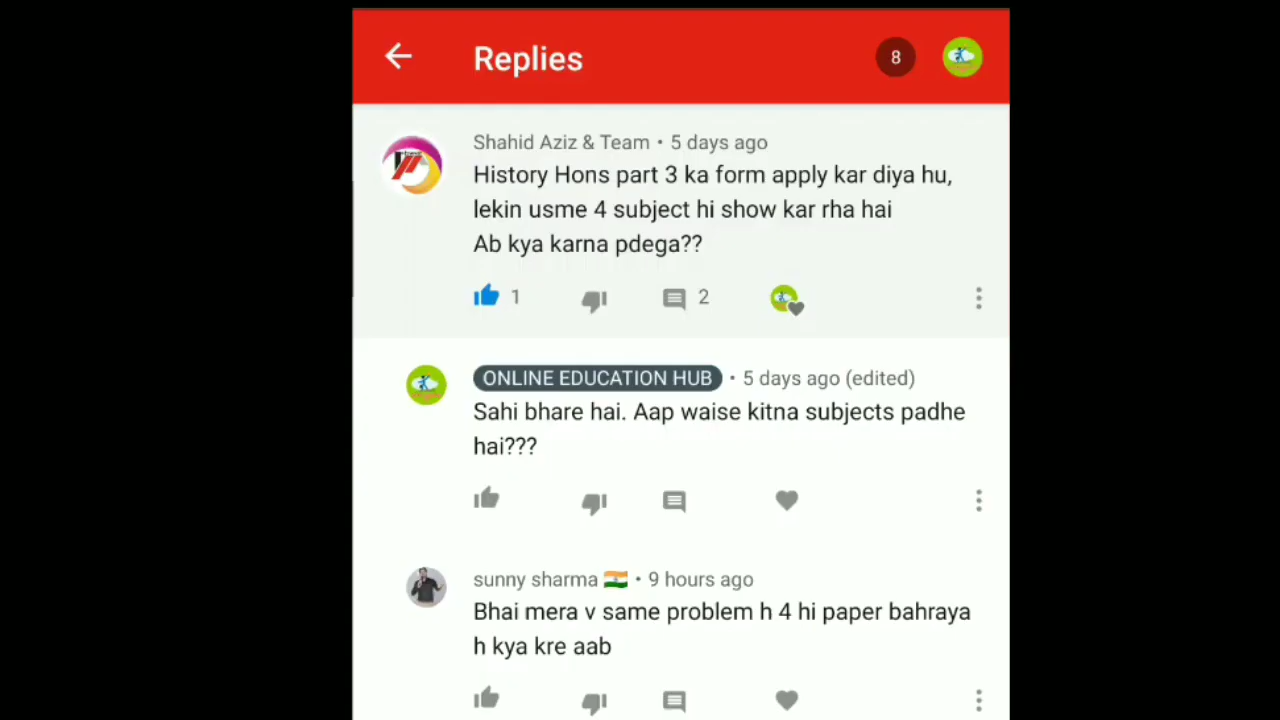 Replies
8
Shahid Aziz & Team • 5 days ago
History Hons part 3 ka form apply kar diya hu,
lekin usme 4 subject hi show kar rha hai
Ab kya karna pdega??
1
2
ONLINE EDUCATION HUB • 5 days ago (edited)
Sahi bhare hai. Aap waise kitna subjects padhe
hai???
sunny sharma 🇮🇳 • 9 hours ago
Bhai mera v same problem h 4 hi paper bahraya
h kya kre aab